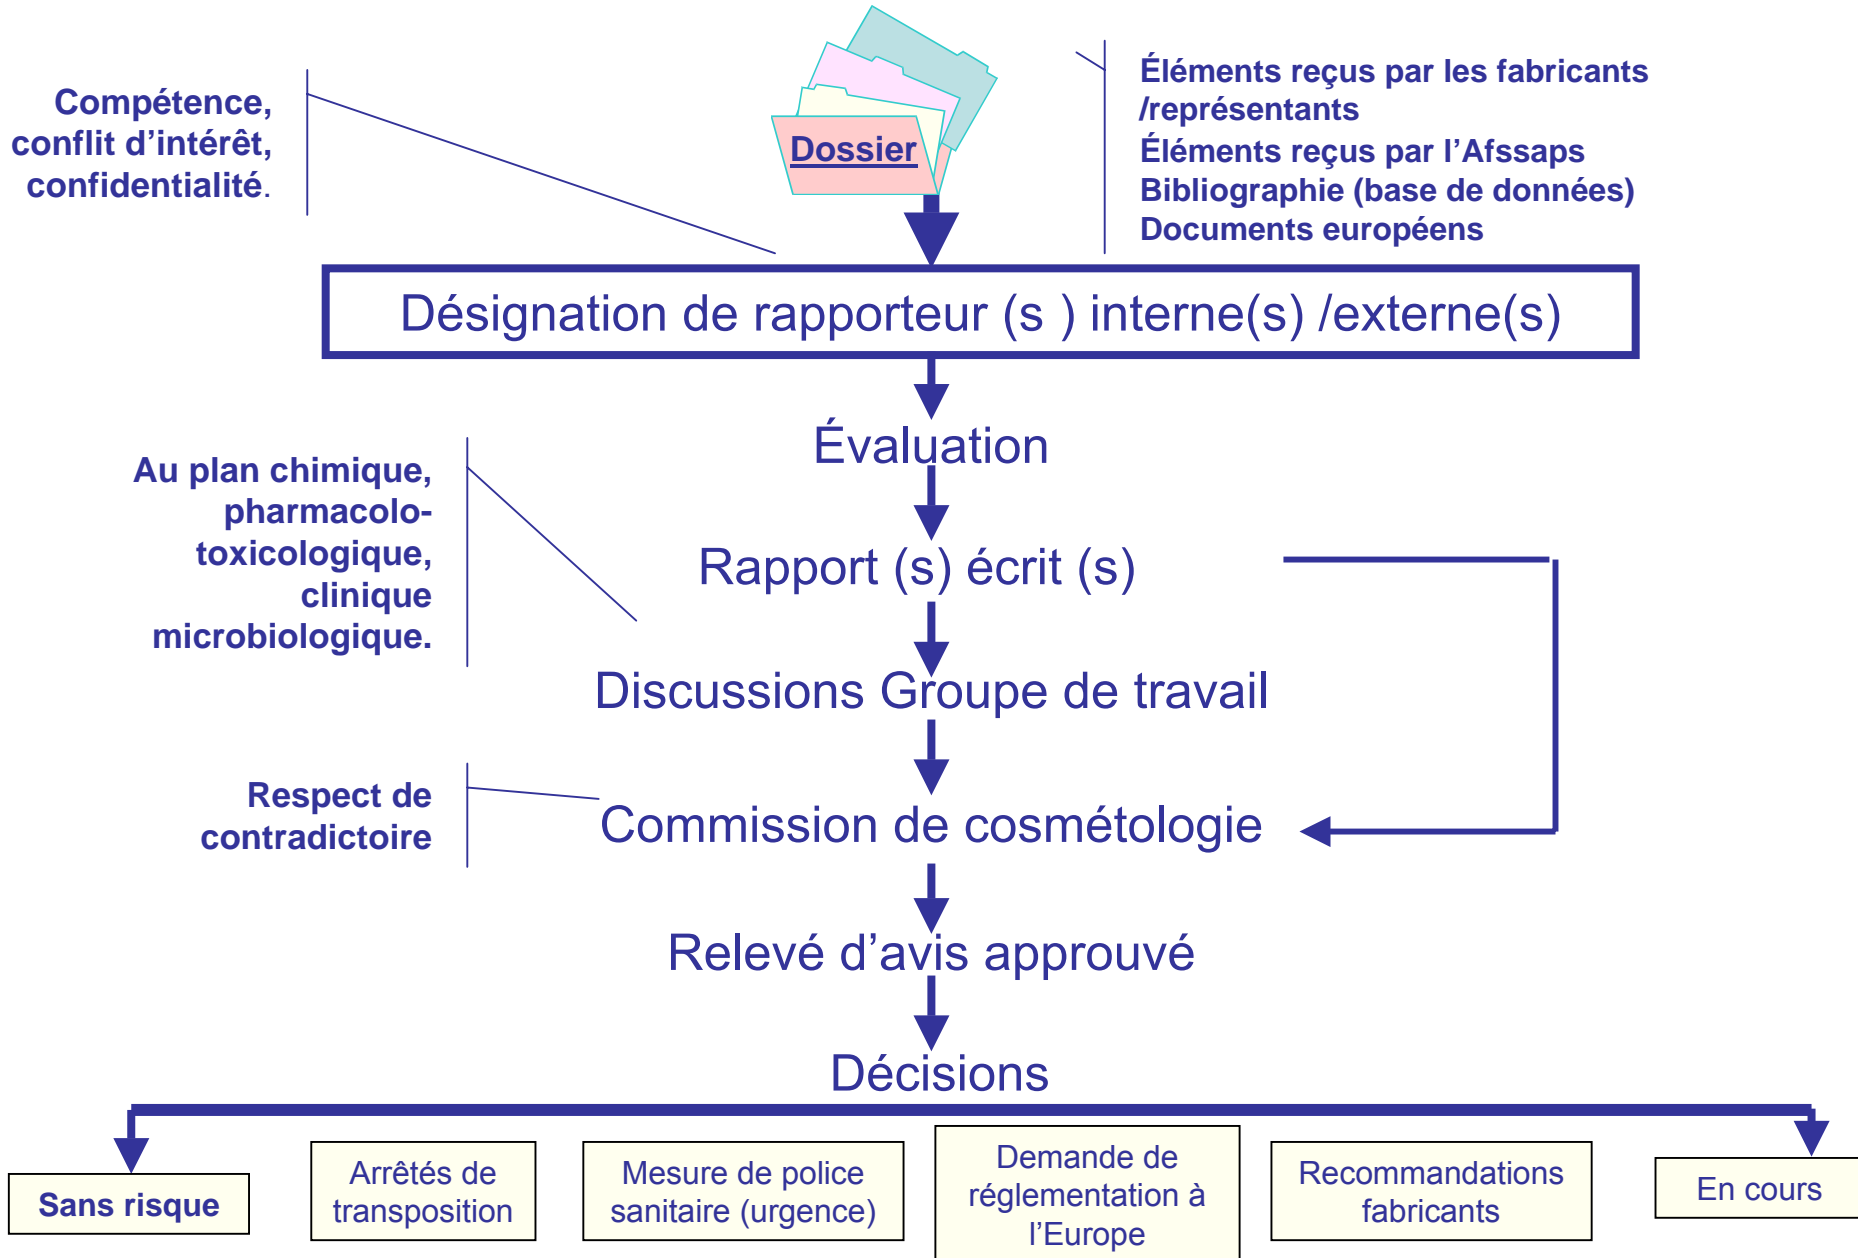 Compétence,
conflit d’intérêt,
confidentialité.
Dossier
Éléments reçus par les fabricants
/représentants
Éléments reçus par l’Afssaps
Bibliographie (base de données)
Documents européens
Désignation de rapporteur (s ) interne(s) /externe(s)
Évaluation
Au plan chimique,
pharmacolo-
toxicologique,
clinique
microbiologique.
Rapport (s) écrit (s)
Discussions Groupe de travail
Respect de
contradictoire
Commission de cosmétologie
Relevé d’avis approuvé
Décisions
Sans risque
Arrêtés de
transposition
Mesure de police
sanitaire (urgence)
Demande de
réglementation à
l’Europe
Recommandations
fabricants
En cours